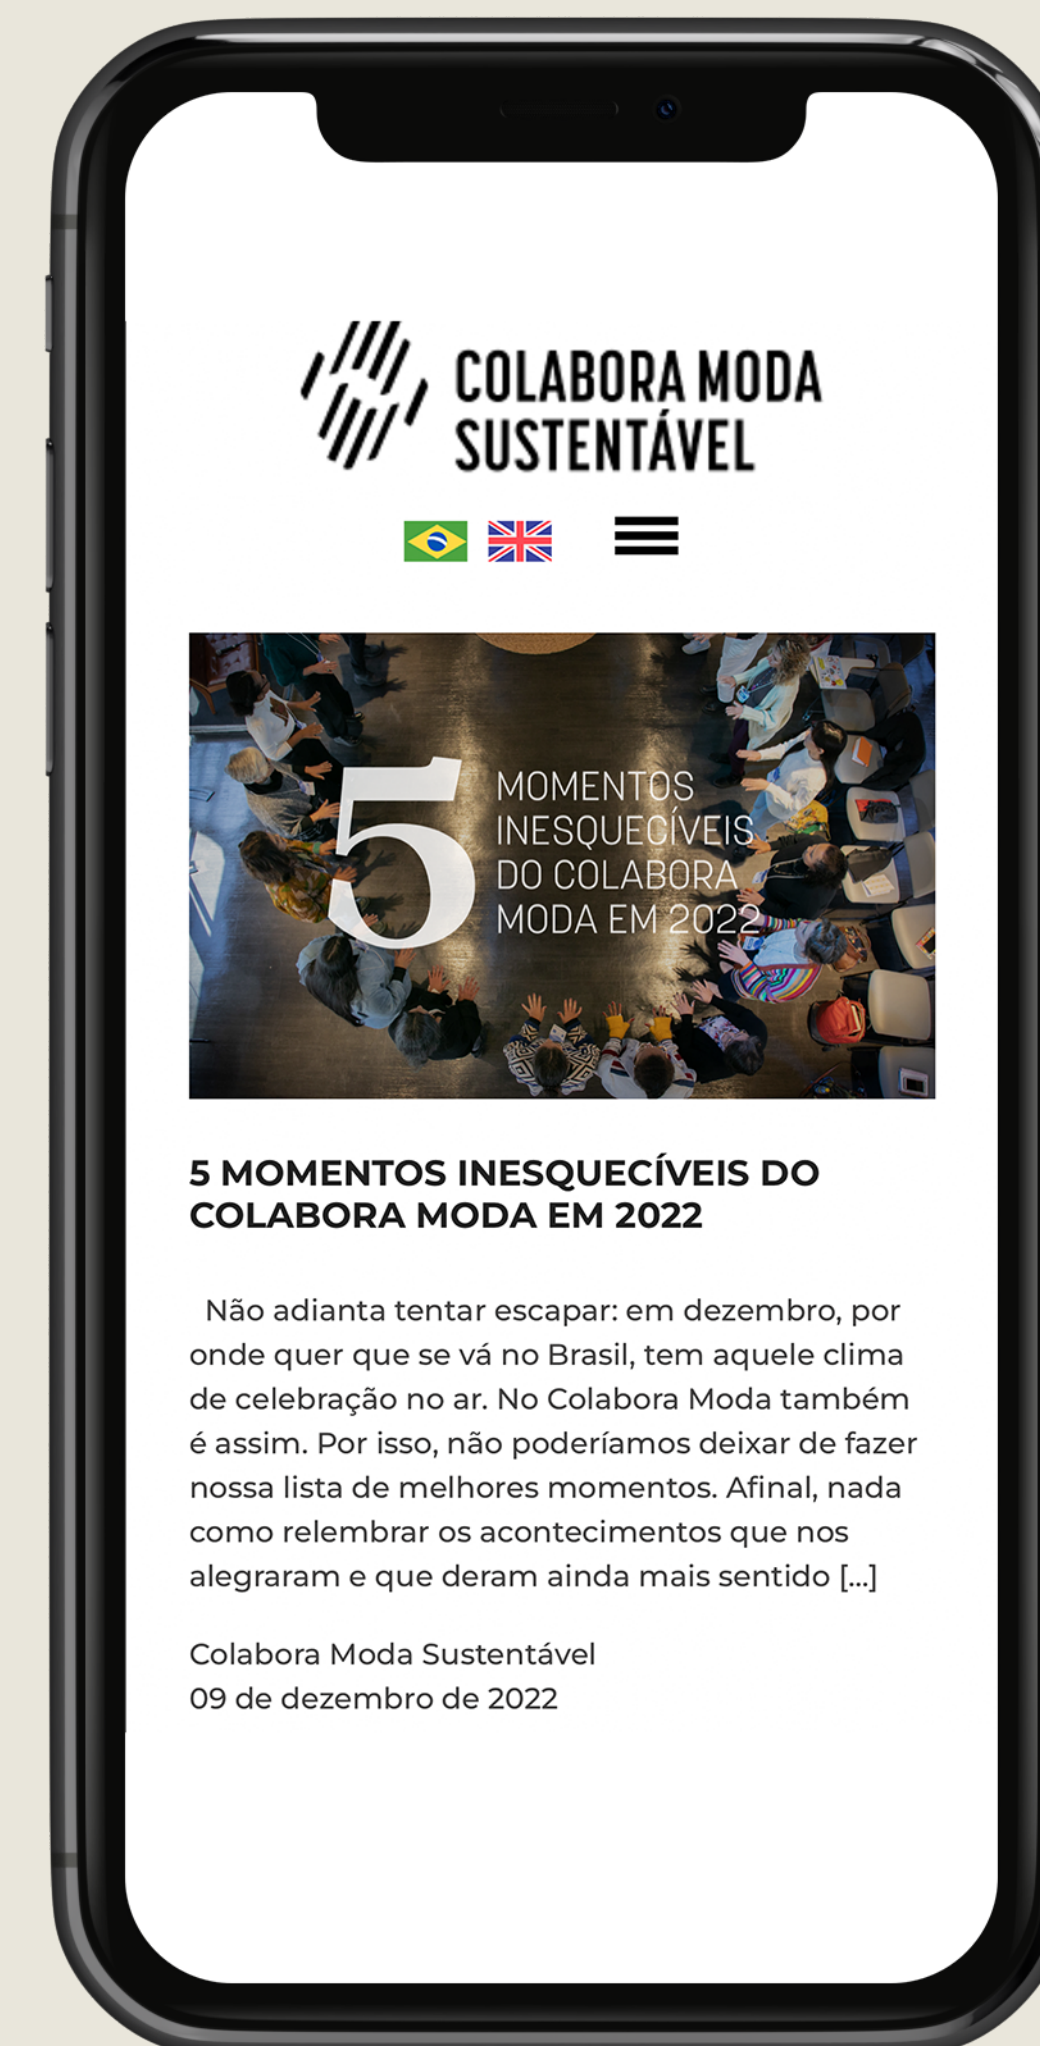 COLABORA MODA
SUSTENTÁVEL
5
MOMENTOS
INESQUECÍVEIS
DO COLABORA
MODA EM 2022
5 MOMENTOS INESQUECÍVEIS DO
COLABORA MODA EM 2022
Não adianta tentar escapar: em dezembro, por
onde quer que se vá no Brasil, tem aquele clima
de celebração no ar. No Colabora Moda também
é assim. Por isso, não poderíamos deixar de fazer
nossa lista de melhores momentos. Afinal, nada
como relembrar os acontecimentos que nos
alegraram e que deram ainda mais sentido [...]
Colabora Moda Sustentável
09 de dezembro de 2022